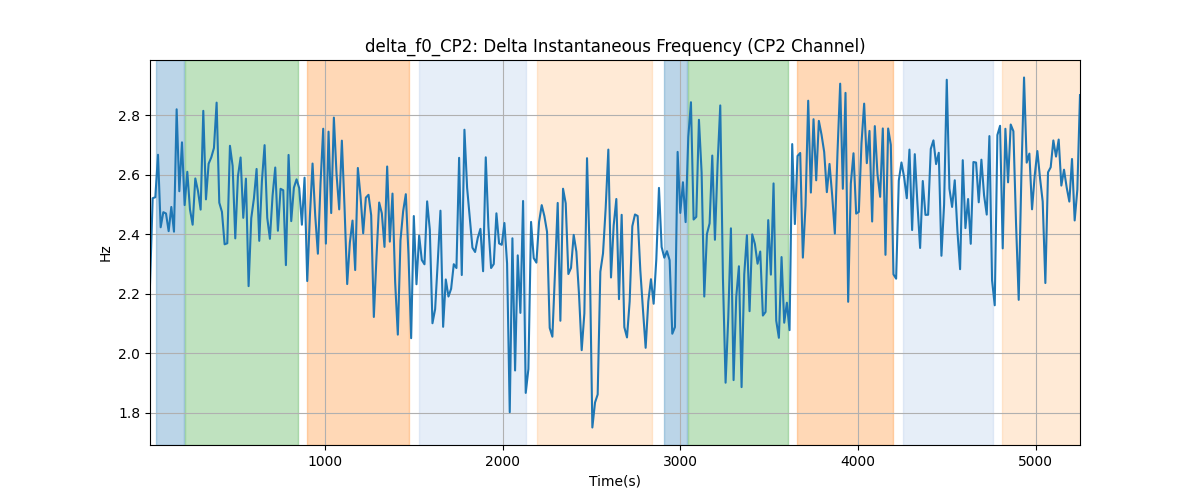 delta_f0_CP2: Delta Instantaneous Frequency (CP2 Channel)
Hz
2.8
2.6
2.4
2.2
2.0
1.8
1000 2000 3000 4000 5000
Time(s)